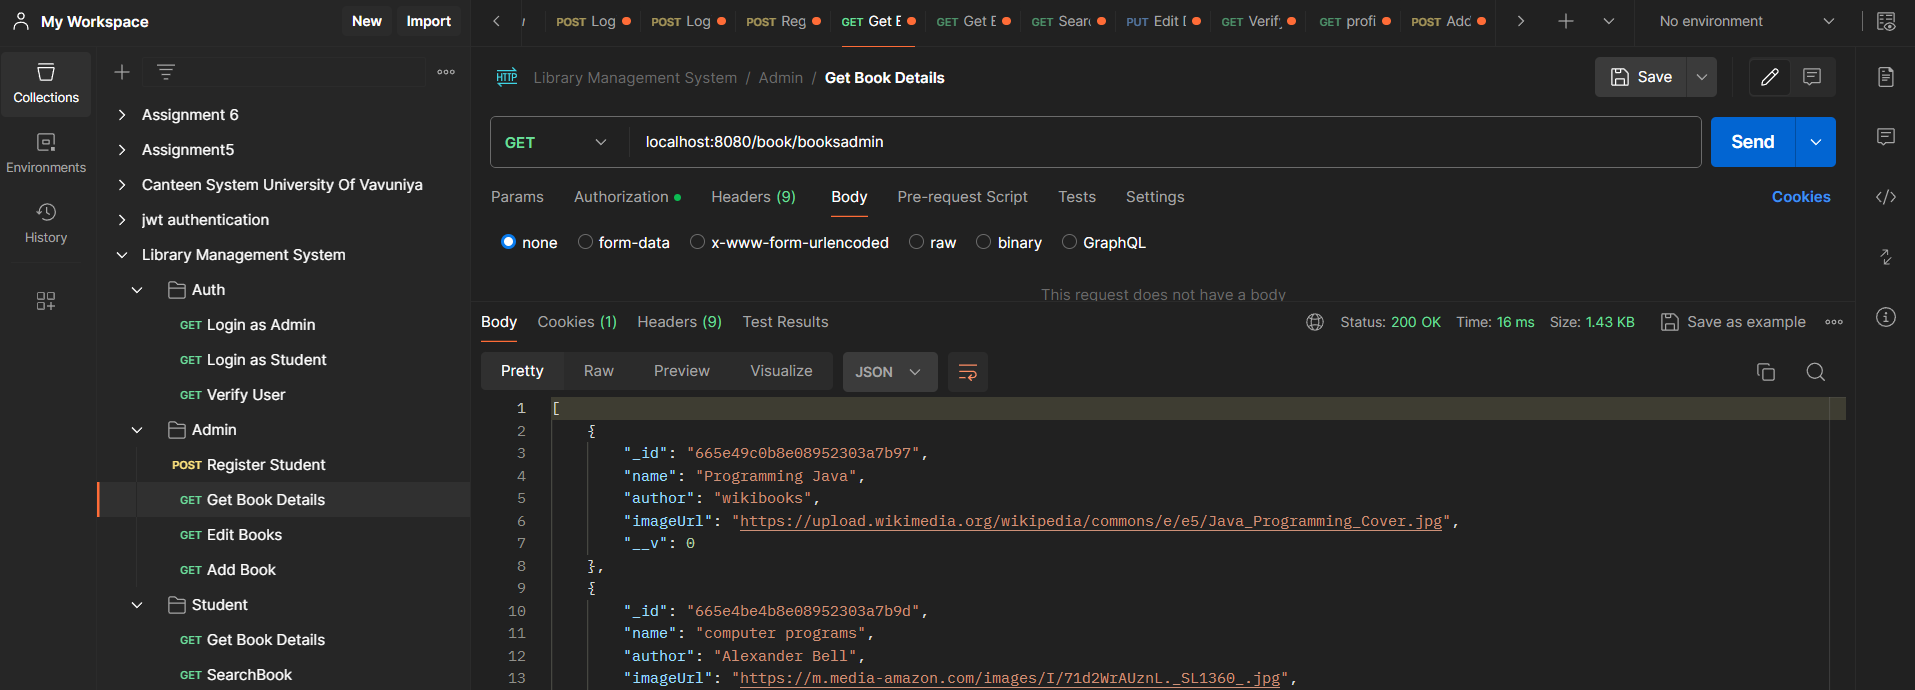 My Workspace
New
Import
POST Log
POST Log
POST Reg
GET Get E
GET Get E
GET Sear
PUT Edit
GET Verify
GET profi
POST Add
No environment
Collections
Environments
History
Assignment 6
Assignment5
Canteen System University Of Vavuniya
jwt authentication
Library Management System
Auth
GET Login as Admin
GET Login as Student
GET Verify User
Admin
POST Register Student
GET Get Book Details
GET Edit Books
GET Add Book
Student
GET Get Book Details
GET SearchBook
HTTP Library Management System / Admin / Get Book Details
Save
GET localhost:8080/book/booksadmin
Send
Params Authorization Headers (9) Body Pre-request Script Tests Settings Cookies
none form-data x-www-form-urlencoded raw binary GraphQL
This request does not have a body
Body Cookies (1) Headers (9) Test Results Status: 200 OK Time: 16 ms Size: 1.43 KB Save as example
Pretty Raw Preview Visualize JSON
1 [
2 {
3 "_id": "665e49c0b8e08952303a7b97",
4 "name": "Programming Java",
5 "author": "wikibooks",
6 "imageUrl": "https://upload.wikimedia.org/wikipedia/commons/e/e5/Java_Programming_Cover.jpg",
7 "__v": 0
8 },
9 {
10 "_id": "665e4be4b8e08952303a7b9d",
11 "name": "computer programs",
12 "author": "Alexander Bell",
13 "imageUrl": "https://m.media-amazon.com/images/I/71d2WrAUznL._SL1360_.jpg",